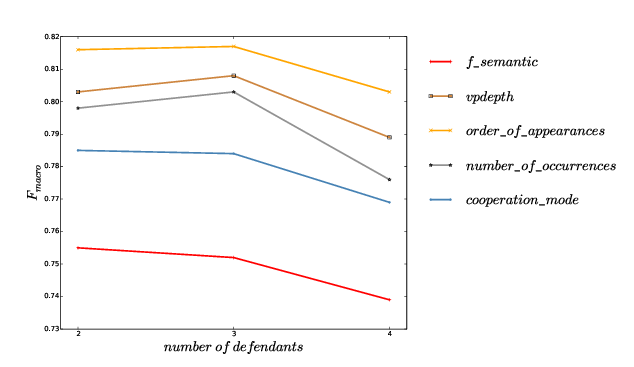 0.82
0.81
0.80
0.79
0.78
0.77
0.76
0.75
0.74
0.73
F_macro
2 3 4
number of defendants
f_semantic
vpdepth
order_of_appearances
number_of_occurrences
cooperation_mode